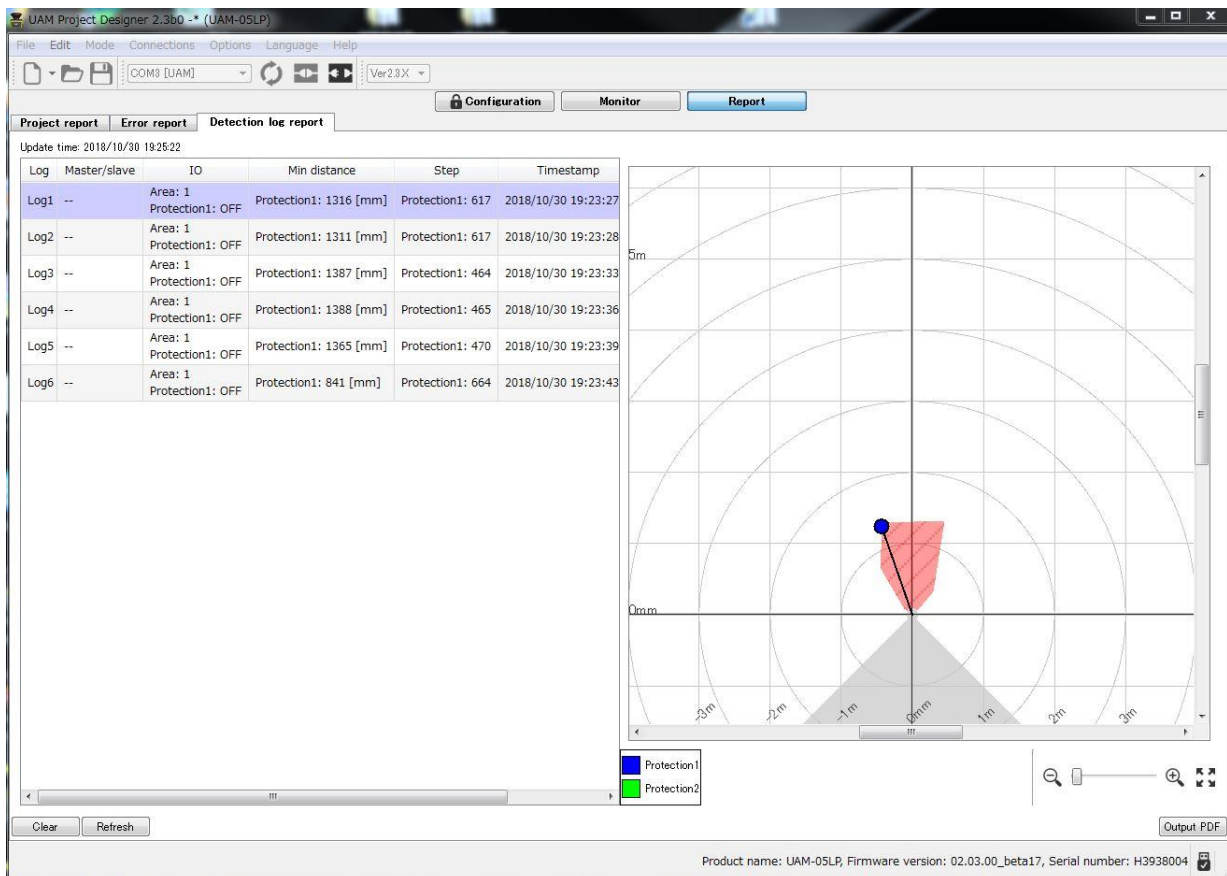 UAM Project Designer 2.3b0 -* (UAM-05LP)
File Edit Mode Connections Options Language Help
COM3 [UAM] Ver2.3X
Configuration Monitor Report
Project report Error report Detection log report
Update time: 2018/10/30 19:25:22
Log Master/slave IO Min distance Step Timestamp
Log1 -- Area: 1 Protection1: OFF Protection1: 1316 [mm] Protection1: 617 2018/10/30 19:23:27
Log2 -- Area: 1 Protection1: OFF Protection1: 1311 [mm] Protection1: 617 2018/10/30 19:23:28
Log3 -- Area: 1 Protection1: OFF Protection1: 1387 [mm] Protection1: 464 2018/10/30 19:23:33
Log4 -- Area: 1 Protection1: OFF Protection1: 1388 [mm] Protection1: 465 2018/10/30 19:23:36
Log5 -- Area: 1 Protection1: OFF Protection1: 1365 [mm] Protection1: 470 2018/10/30 19:23:39
Log6 -- Area: 1 Protection1: OFF Protection1: 841 [mm] Protection1: 664 2018/10/30 19:23:43
5m
0mm
-3m -2m -1m 0mm 1m 2m 3m
Protection1
Protection2
Clear Refresh Output PDF
Product name: UAM-05LP, Firmware version: 02.03.00_beta17, Serial number: H3938004